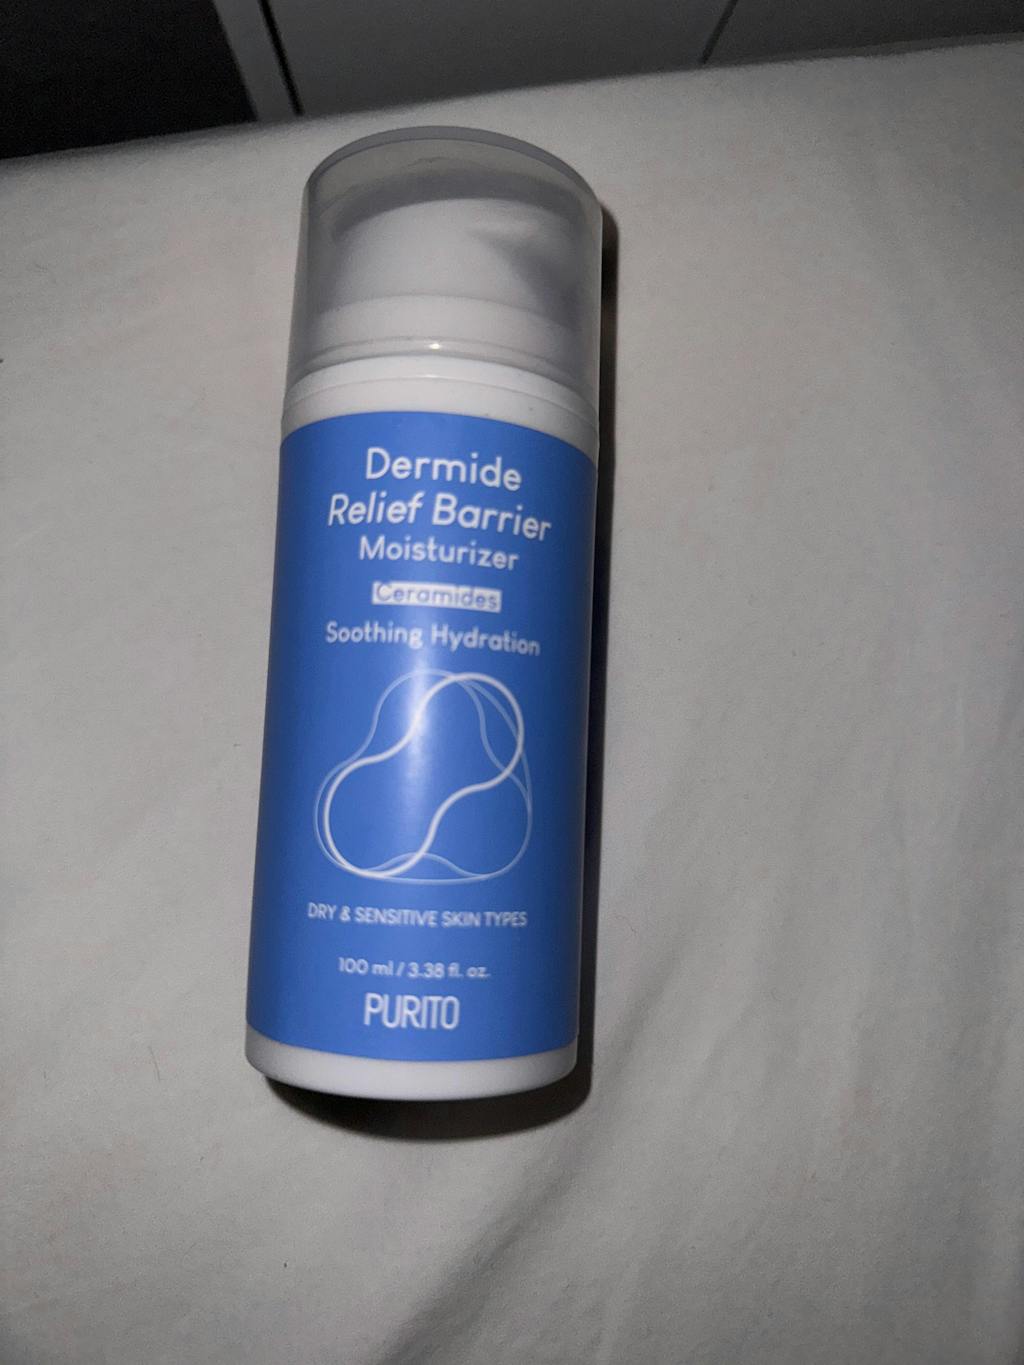 Dermide
Relief Barrier
Moisturizer
Ceramides
Soothing Hydration
DRY & SENSITIVE SKIN TYPES
100 ml / 3.38 fl. oz.
PURITO